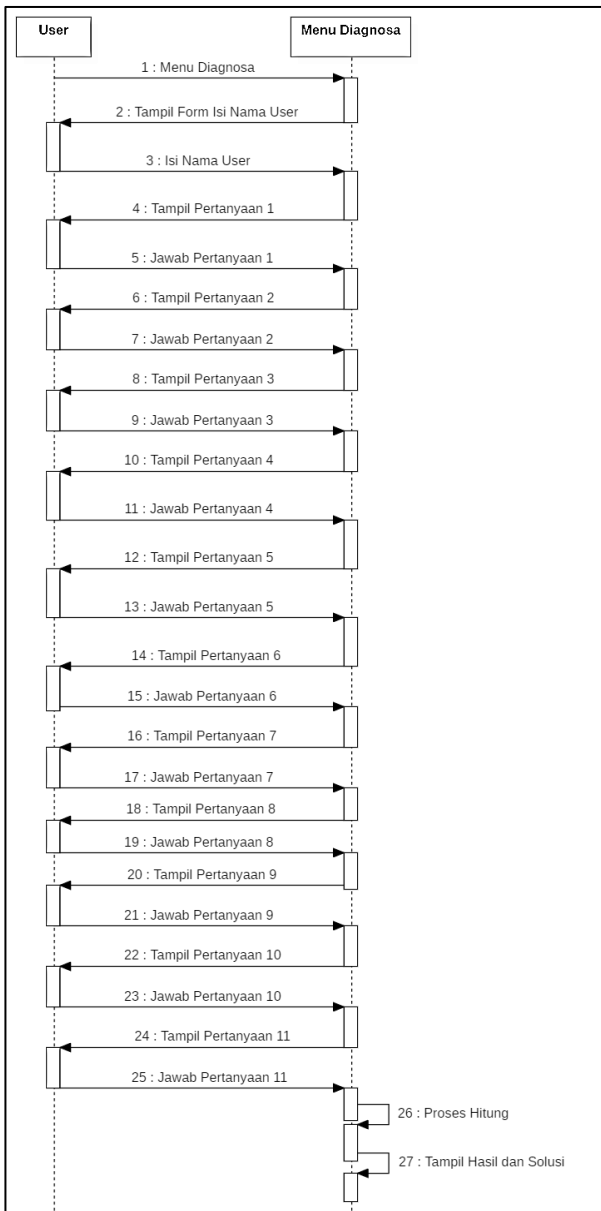 User
Menu Diagnosa
1 : Menu Diagnosa
2 : Tampil Form Isi Nama User
3 : Isi Nama User
4 : Tampil Pertanyaan 1
5 : Jawab Pertanyaan 1
6 : Tampil Pertanyaan 2
7 : Jawab Pertanyaan 2
8 : Tampil Pertanyaan 3
9 : Jawab Pertanyaan 3
10 : Tampil Pertanyaan 4
11 : Jawab Pertanyaan 4
12 : Tampil Pertanyaan 5
13 : Jawab Pertanyaan 5
14 : Tampil Pertanyaan 6
15 : Jawab Pertanyaan 6
16 : Tampil Pertanyaan 7
17 : Jawab Pertanyaan 7
18 : Tampil Pertanyaan 8
19 : Jawab Pertanyaan 8
20 : Tampil Pertanyaan 9
21 : Jawab Pertanyaan 9
22 : Tampil Pertanyaan 10
23 : Jawab Pertanyaan 10
24 : Tampil Pertanyaan 11
25 : Jawab Pertanyaan 11
26 : Proses Hitung
27 : Tampil Hasil dan Solusi